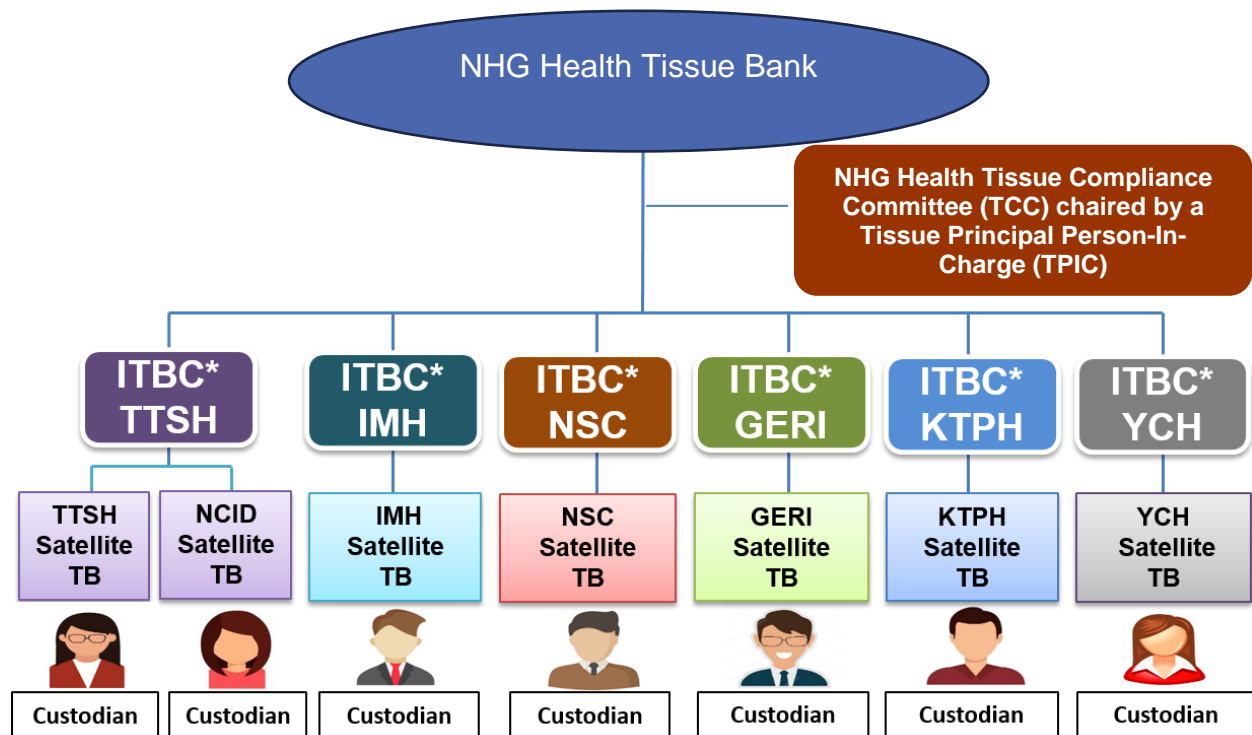 NHG Health Tissue Bank
NHG Health Tissue Compliance
Committee (TCC) chaired by a
Tissue Principal Person-In-
Charge (TPIC)
ITBC*
TTSH
ITBC*
IMH
ITBC*
NSC
ITBC*
GERI
ITBC*
KTPH
ITBC*
YCH
TTSH
Satellite
TB
NCID
Satellite
TB
IMH
Satellite
TB
NSC
Satellite
TB
GERI
Satellite
TB
KTPH
Satellite
TB
YCH
Satellite
TB
Custodian
Custodian
Custodian
Custodian
Custodian
Custodian
Custodian